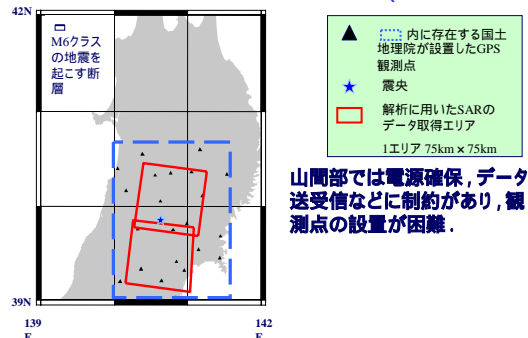 42N
M6クラス
の地震を
起こす断
層
39N
139
E
142
E
内に存在する国土
地理院が設置したGPS
観測点
震央
解析に用いたSARの
データ取得エリア
1エリア 75km×75km
山間部では電源確保,データ
送受信などに制約があり,観
測点の設置が困難.